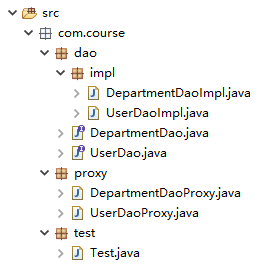 src
com.course
dao
impl
DepartmentDaoImpl.java
UserDaoImpl.java
DepartmentDao.java
UserDao.java
proxy
DepartmentDaoProxy.java
UserDaoProxy.java
test
Test.java